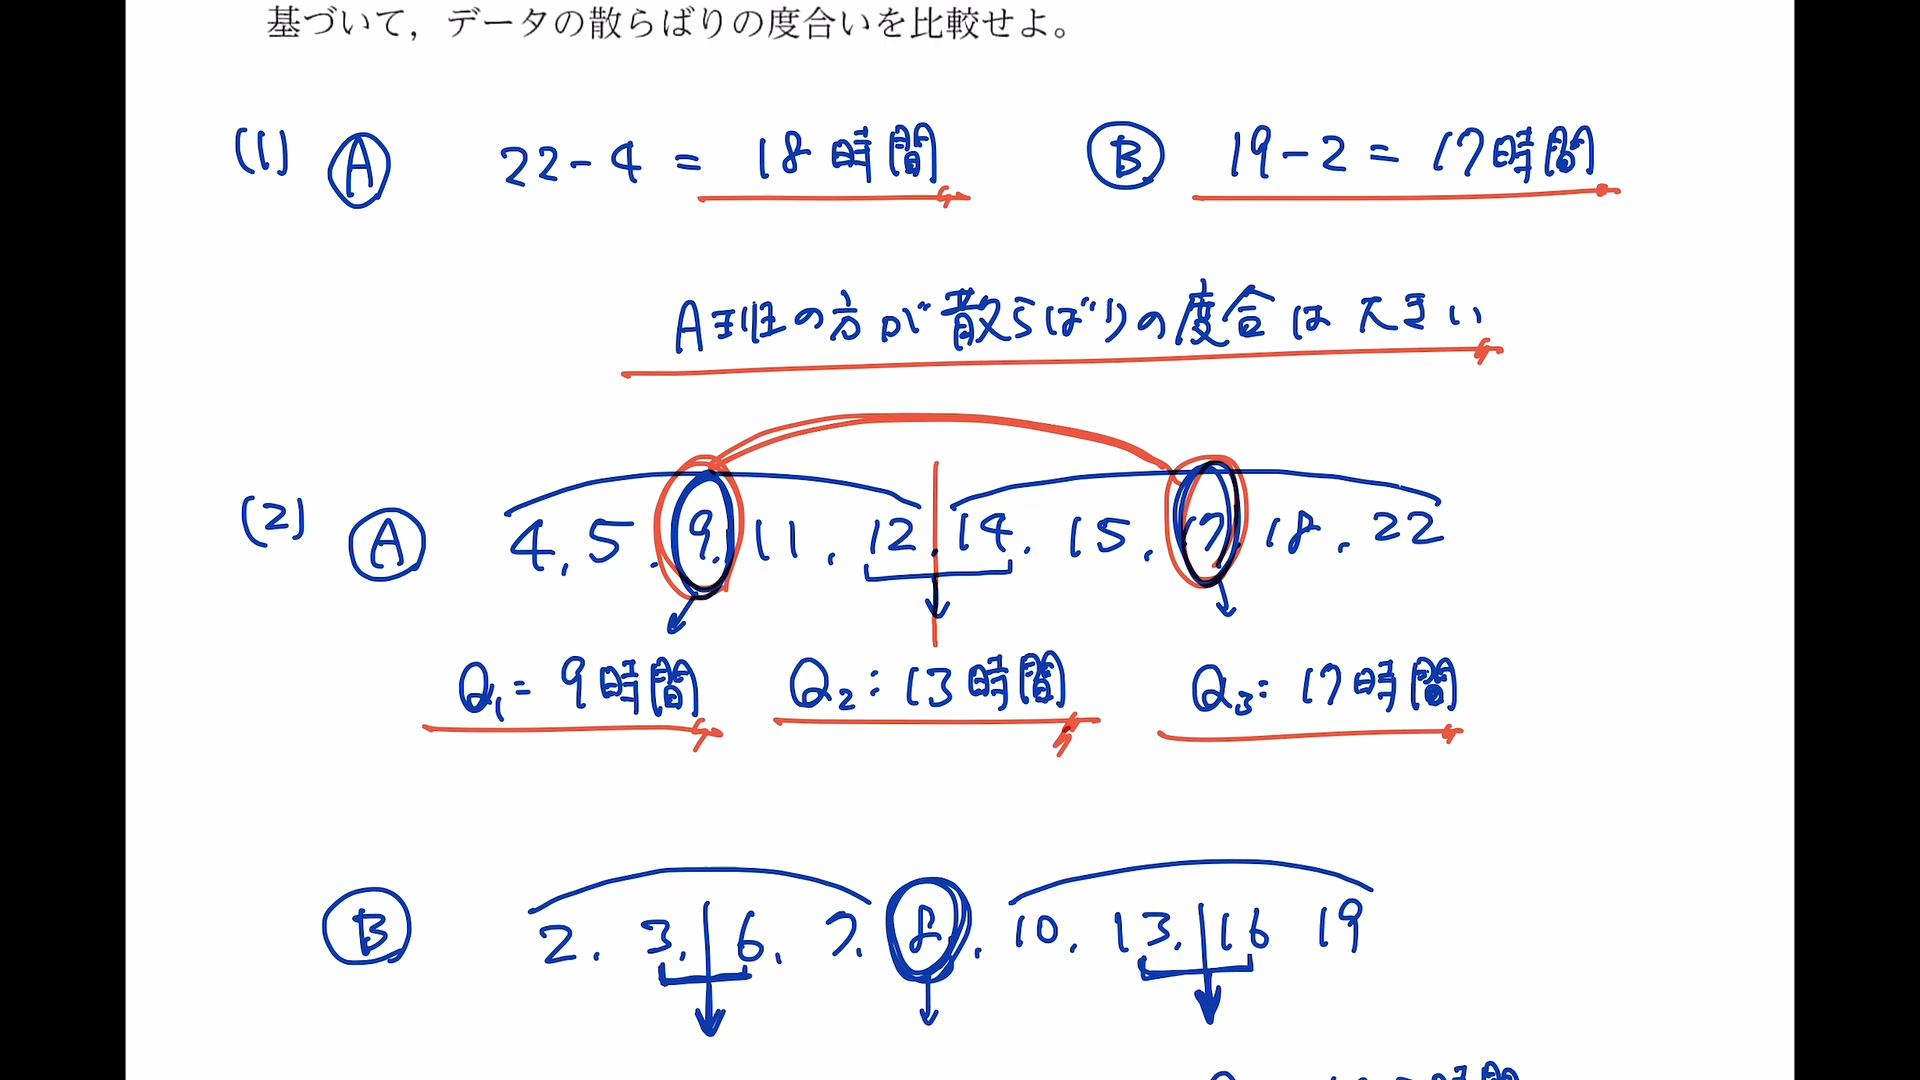 基づいて，データの散らばりの度合いを比較せよ。
(1) Ⓐ 22-4 = 18時間 Ⓑ 19-2 = 17時間
A班の方が散らばりの度合は大きい
(2) Ⓐ 4, 5, 9, 11, 12, 14, 15, 17, 18, 22
Q₁= 9時間 Q₂: 13時間 Q₃: 17時間
Ⓑ 2. 3, 6, 7, 8, 10, 13, 16 19
時間